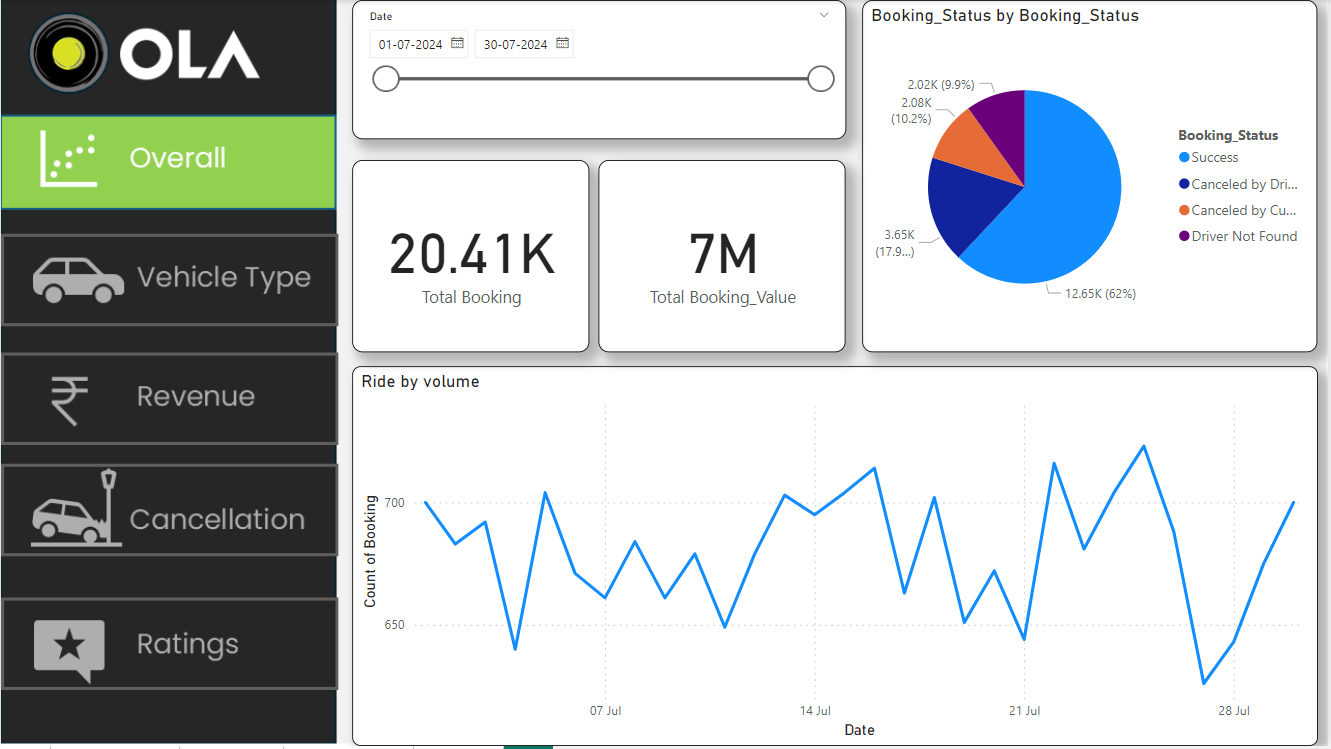 OLA
Overall
Vehicle Type
Revenue
Cancellation
Ratings
Date
01-07-2024
30-07-2024
20.41K
Total Booking
7M
Total Booking_Value
Booking_Status by Booking_Status
2.02K (9.9%)
2.08K
(10.2%)
3.65K
(17.9...)
12.65K (62%)
Booking_Status
Success
Canceled by Dri...
Canceled by Cu...
Driver Not Found
Ride by volume
Count of Booking
700
650
07 Jul
14 Jul
21 Jul
28 Jul
Date